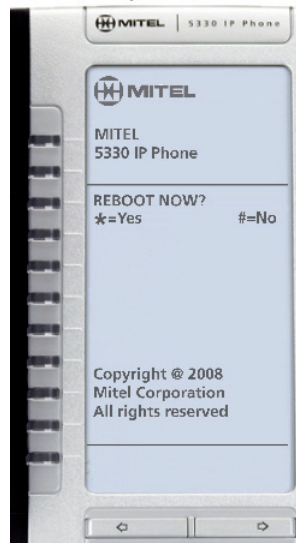 MITEL | 5330 IP Phone
MITEL
MITEL
5330 IP Phone
REBOOT NOW?
*=Yes #=No
Copyright @ 2008
Mitel Corporation
All rights reserved